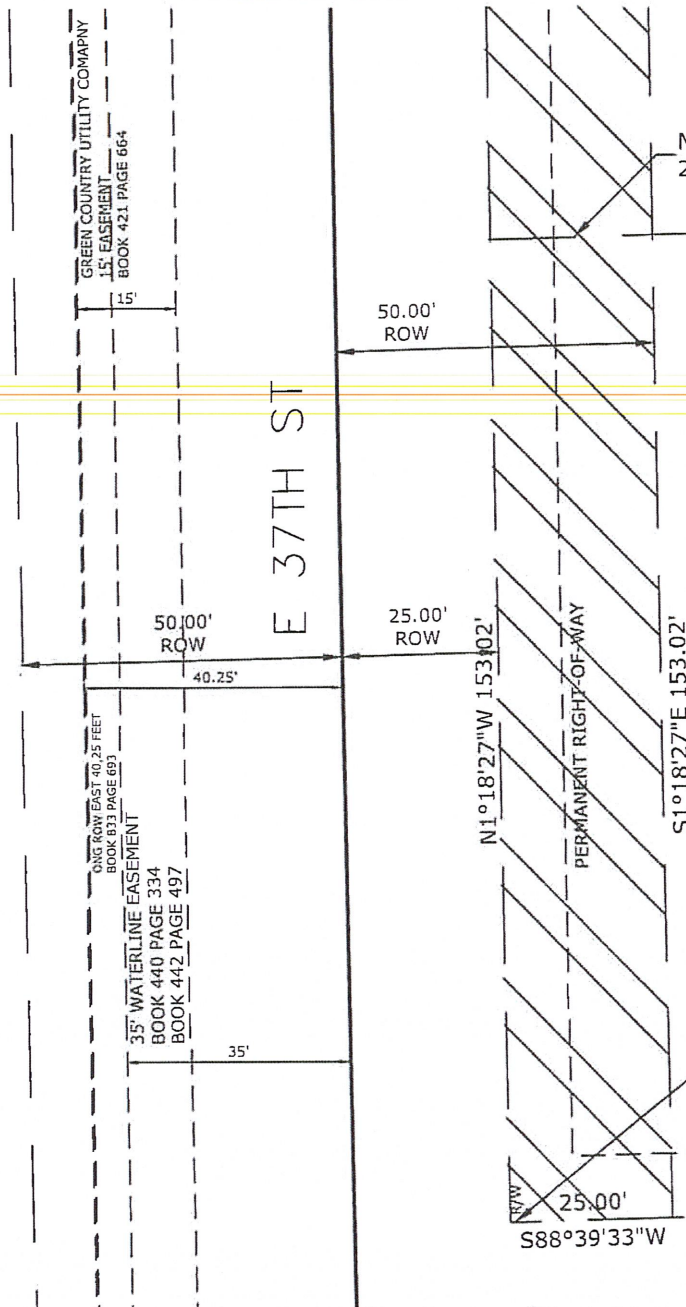 GREEN COUNTRY UTILITY COMAPNY
15' EASEMENT
BOOK 421 PAGE 664
15'
50.00'
ROW
E 37TH ST
50.00'
ROW
25.00'
ROW
40.25'
ONG ROW EAST 40,25 FEET
BOOK 833 PAGE 693
35' WATERLINE EASEMENT
BOOK 440 PAGE 334
BOOK 442 PAGE 497
35'
N1°18'27"W 153.02'
PERMANENT RIGHT-OF-WAY
S1°18'27"E 153.02'
R/W
25.00'
S88°39'33"W